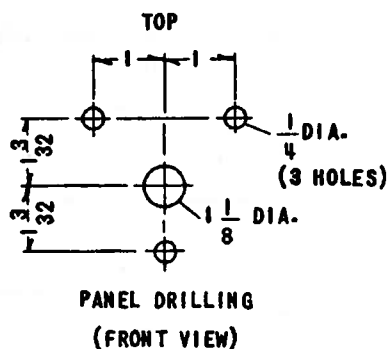 TOP
1 1
1 3/32
1/4 DIA.
(3 HOLES)
1 3/32
1 1/8 DIA.
PANEL DRILLING
(FRONT VIEW)